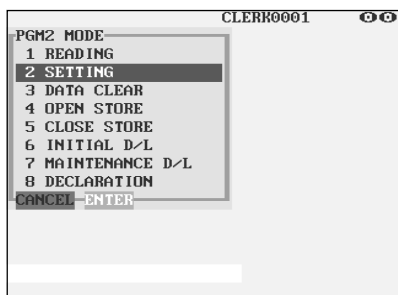 CLERK0001 00
PGM2 MODE
1 READING
2 SETTING
3 DATA CLEAR
4 OPEN STORE
5 CLOSE STORE
6 INITIAL D/L
7 MAINTENANCE D/L
8 DECLARATION
CANCEL ENTER